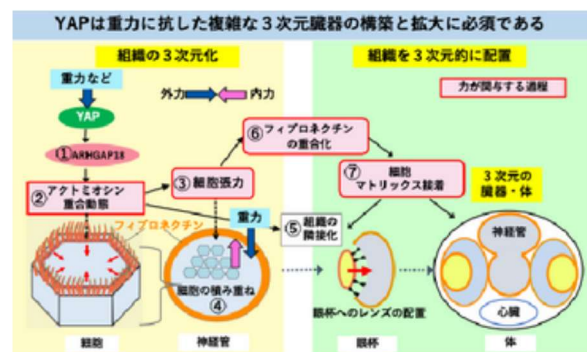 YAPは重力に抗した複雑な3次元臓器の構築と拡大に必須である
組織の3次元化
組織を3次元的に配置
重力など
外力
内力
力が関与する過程
YAP
①ARHGAP18
②アクトミオシン
重合動態
③細胞張力
⑥フィブロネクチン
の重合化
⑦
細胞
マトリックス接着
3次元の
臓器・体
フィブロネクチン
重力
⑤組織の
隣接化
細胞の積み重ね
④
神経管
心臓
眼杯へのレンズの配置
細胞
神経管
眼杯
体